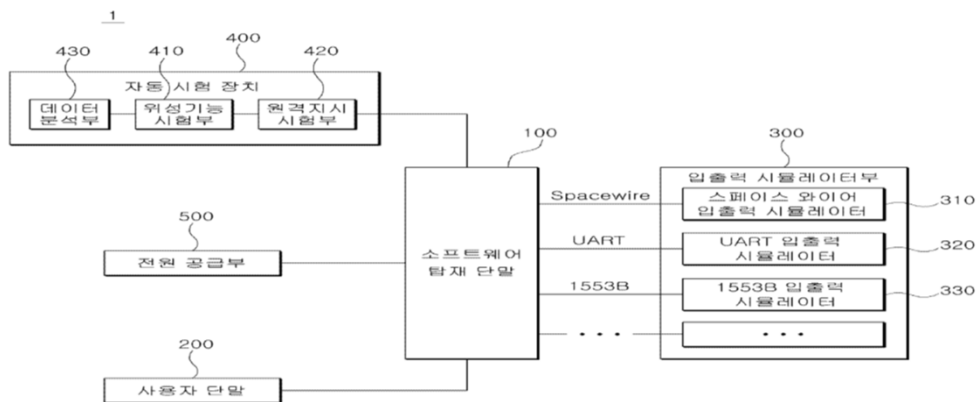 1
400
430
410
420
자동 시험 장치
데이터
분석부
위성기능
시험부
원격지시
시험부
100
300
입출력 시뮬레이터부
Spacewire
스페이스 와이어
입출력 시뮬레이터
310
500
전원 공급부
소프트웨어
탑재 단말
UART
UART 입출력
시뮬레이터
320
1553B
1553B 입출력
시뮬레이터
330
• • •
• • •
200
사용자 단말